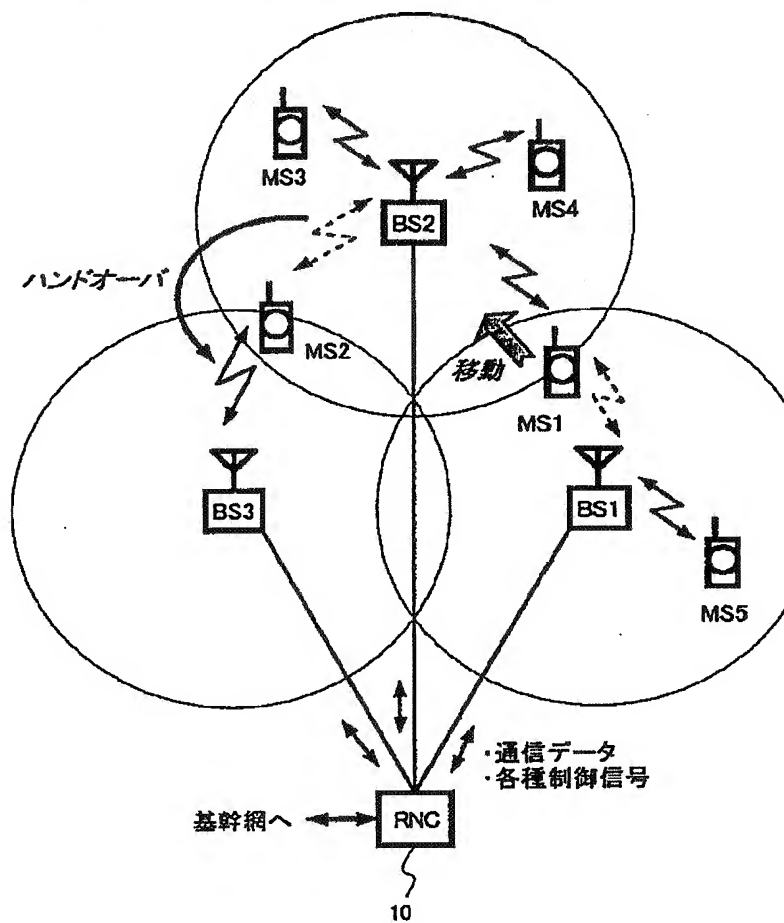 MS3
MS4
BS2
ハンドオーバ
MS2
移動
MS1
BS3
BS1
MS5
・通信データ
・各種制御信号
基幹網へ
RNC
10